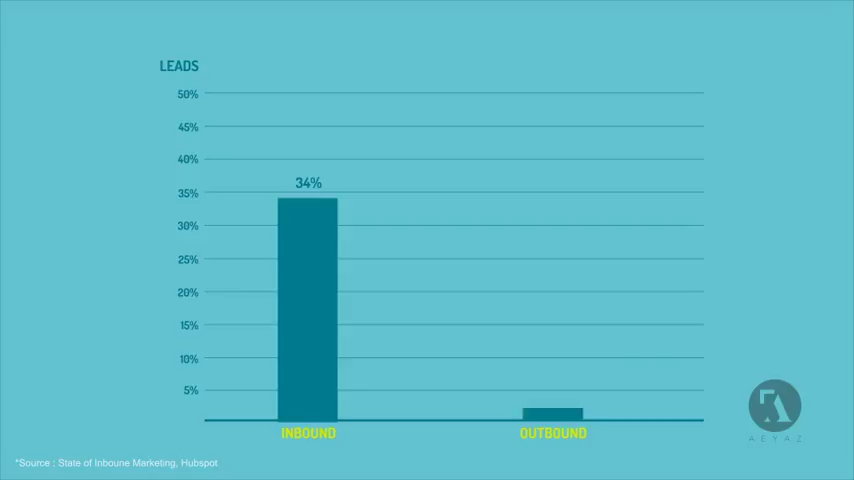 LEADS
50%
45%
40%
34%
35%
30%
25%
20%
15%
10%
5%
INBOUND
OUTBOUND
AEYAZ
*Source : State of Inboune Marketing, Hubspot